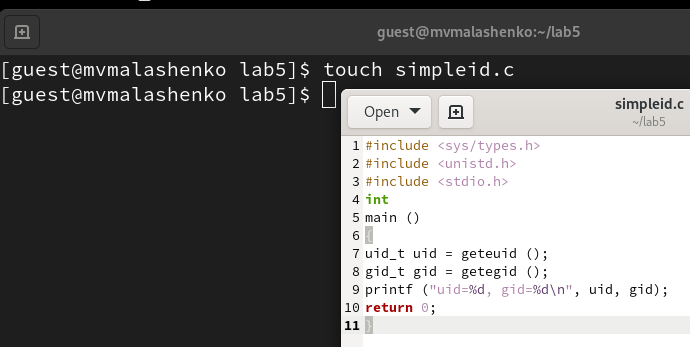 guest@mvmalashenko:~/lab5
[guest@mvmalashenko lab5]$ touch simpleid.c
[guest@mvmalashenko lab5]$
Open
simpleid.c
~/lab5
1 #include <sys/types.h>
2 #include <unistd.h>
3 #include <stdio.h>
4 int
5 main ()
6 {
7 uid_t uid = geteuid ();
8 gid_t gid = getegid ();
9 printf ("uid=%d, gid=%d\n", uid, gid);
10 return 0;
11 }